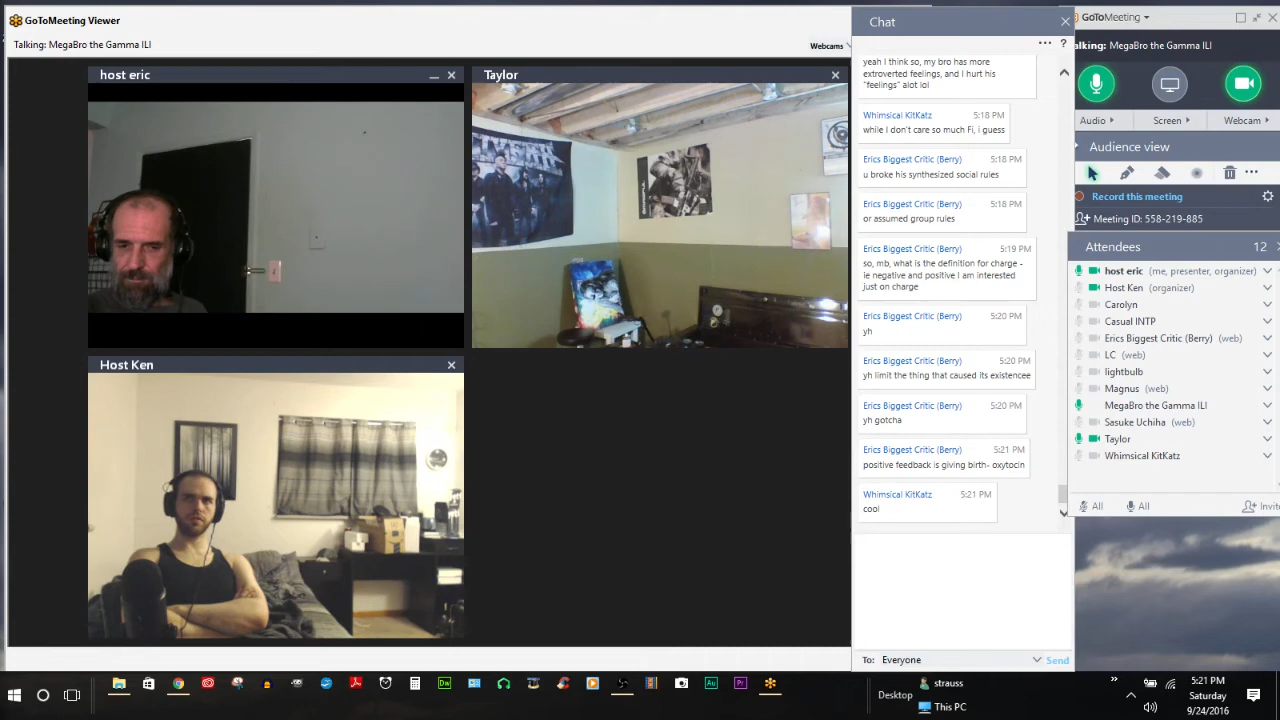 GoToMeeting Viewer
Talking: MegaBro the Gamma ILI
Webcams
host eric
Taylor
Host Ken
Chat
yeah I think so, my bro has more
extroverted feelings, and I hurt his
"feelings" alot lol
Whimsical KitKatz 5:18 PM
while I don't care so much Fi, i guess
Erics Biggest Critic (Berry) 5:18 PM
u broke his synthesized social rules
Erics Biggest Critic (Berry) 5:18 PM
or assumed group rules
Erics Biggest Critic (Berry) 5:19 PM
so, mb, what is the definition for charge -
ie negative and positive I am interested
just on charge
Erics Biggest Critic (Berry) 5:20 PM
yh
Erics Biggest Critic (Berry) 5:20 PM
yh limit the thing that caused its existencee
Erics Biggest Critic (Berry) 5:20 PM
yh gotcha
Erics Biggest Critic (Berry) 5:21 PM
positive feedback is giving birth- oxytocin
Whimsical KitKatz 5:21 PM
cool
To: Everyone
Send
GoToMeeting
Talking: MegaBro the Gamma ILI
Audio Screen Webcam
Audience view
Record this meeting
Meeting ID: 558-219-885
Attendees 12
host eric (me, presenter, organizer)
Host Ken (organizer)
Carolyn
Casual INTP
Erics Biggest Critic (Berry) (web)
LC (web)
lightbulb
Magnus (web)
MegaBro the Gamma ILI
Sasuke Uchiha (web)
Taylor
Whimsical KitKatz
All All Invite
Dw
Au
Pr
Desktop
strauss
This PC
5:21 PM
Saturday
9/24/2016